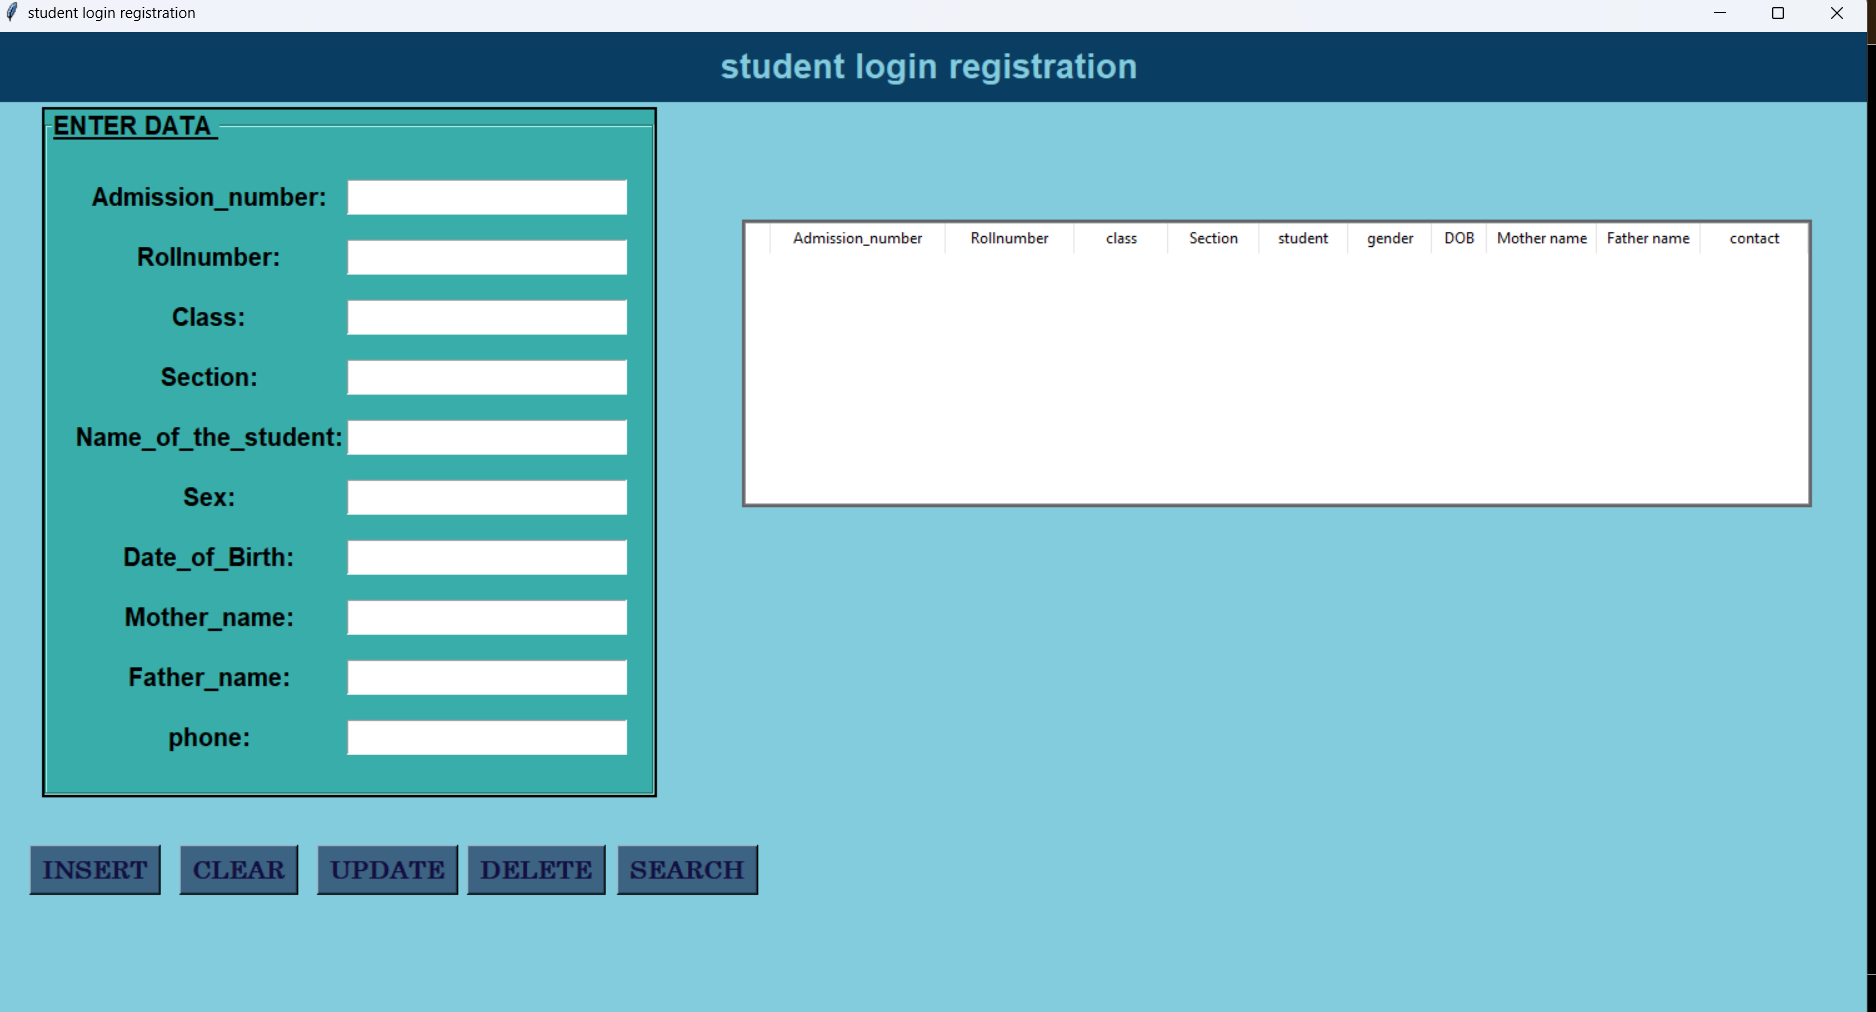 student login registration
student login registration
ENTER DATA
Admission_number:
Rollnumber:
Class:
Section:
Name_of_the_student:
Sex:
Date_of_Birth:
Mother_name:
Father_name:
phone:
Admission_number Rollnumber class Section student gender DOB Mother name Father name contact
INSERT CLEAR UPDATE DELETE SEARCH